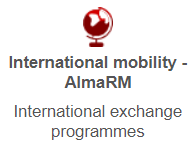 International mobility -
AlmaRM
International exchange
programmes